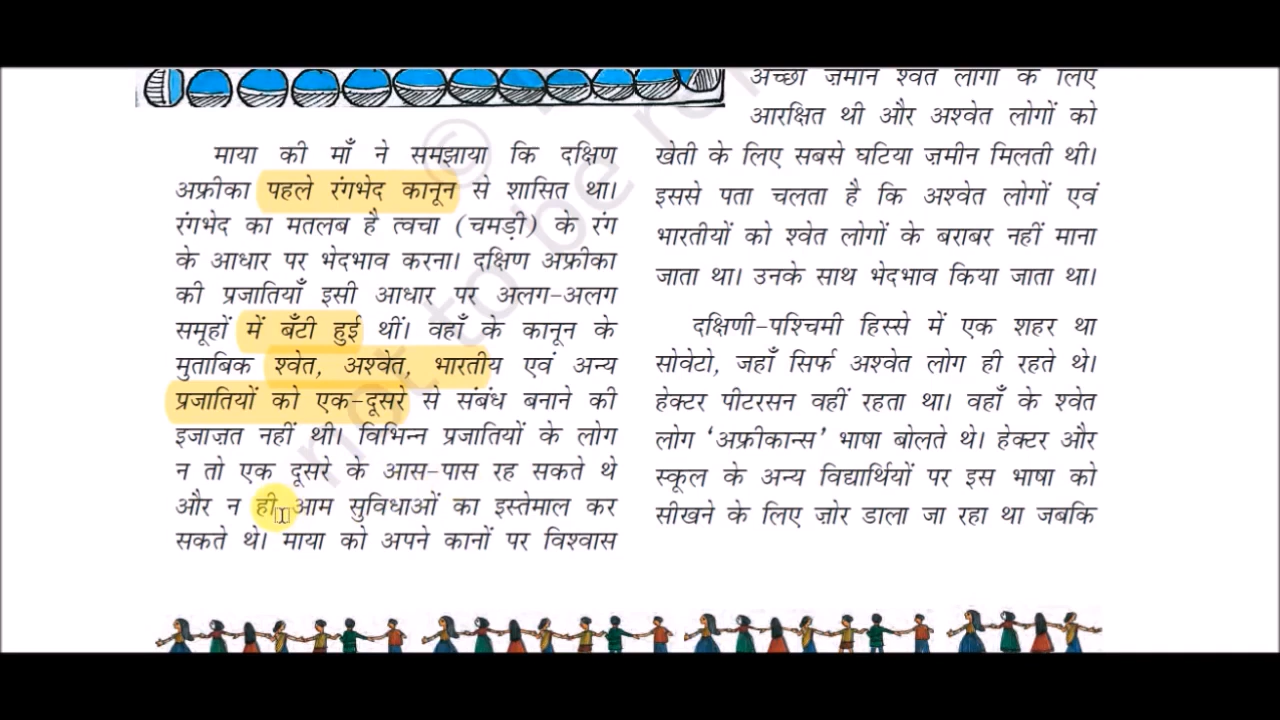 माया की माँ ने समझाया कि दक्षिण
अफ्रीका पहले रंगभेद कानून से शासित था।
रंगभेद का मतलब है त्वचा (चमड़ी) के रंग
के आधार पर भेदभाव करना। दक्षिण अफ्रीका
की प्रजातियाँ इसी आधार पर अलग-अलग
समूहों में बँटी हुई थीं। वहाँ के कानून के
मुताबिक श्वेत, अश्वेत, भारतीय एवं अन्य
प्रजातियों को एक-दूसरे से संबंध बनाने की
इजाज़त नहीं थी। विभिन्न प्रजातियों के लोग
न तो एक दूसरे के आस-पास रह सकते थे
और न ही आम सुविधाओं का इस्तेमाल कर
सकते थे। माया को अपने कानों पर विश्वास
अच्छी ज़मीन श्वेत लोगों के लिए
आरक्षित थी और अश्वेत लोगों को
खेती के लिए सबसे घटिया ज़मीन मिलती थी।
इससे पता चलता है कि अश्वेत लोगों एवं
भारतीयों को श्वेत लोगों के बराबर नहीं माना
जाता था। उनके साथ भेदभाव किया जाता था।
दक्षिणी-पश्चिमी हिस्से में एक शहर था
सोवेटो, जहाँ सिर्फ अश्वेत लोग ही रहते थे।
हेक्टर पीटरसन वहीं रहता था। वहाँ के श्वेत
लोग ‘अफ्रीकान्स’ भाषा बोलते थे। हेक्टर और
स्कूल के अन्य विद्यार्थियों पर इस भाषा को
सीखने के लिए ज़ोर डाला जा रहा था जबकि
© not to be re